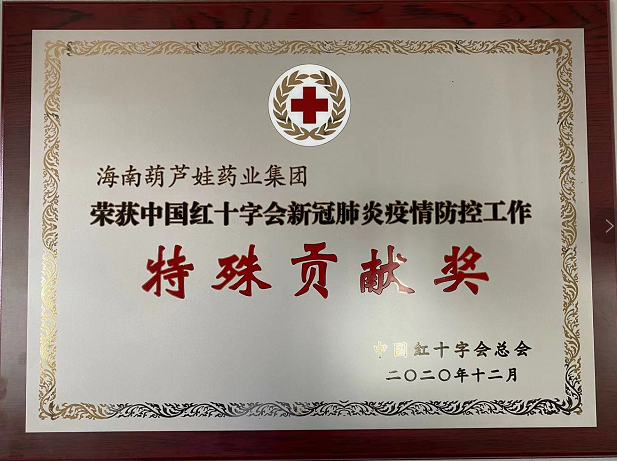 海南葫芦娃药业集团
荣获中国红十字会新冠肺炎疫情防控工作
特殊贡献奖
中国红十字会总会
二〇二〇年十二月